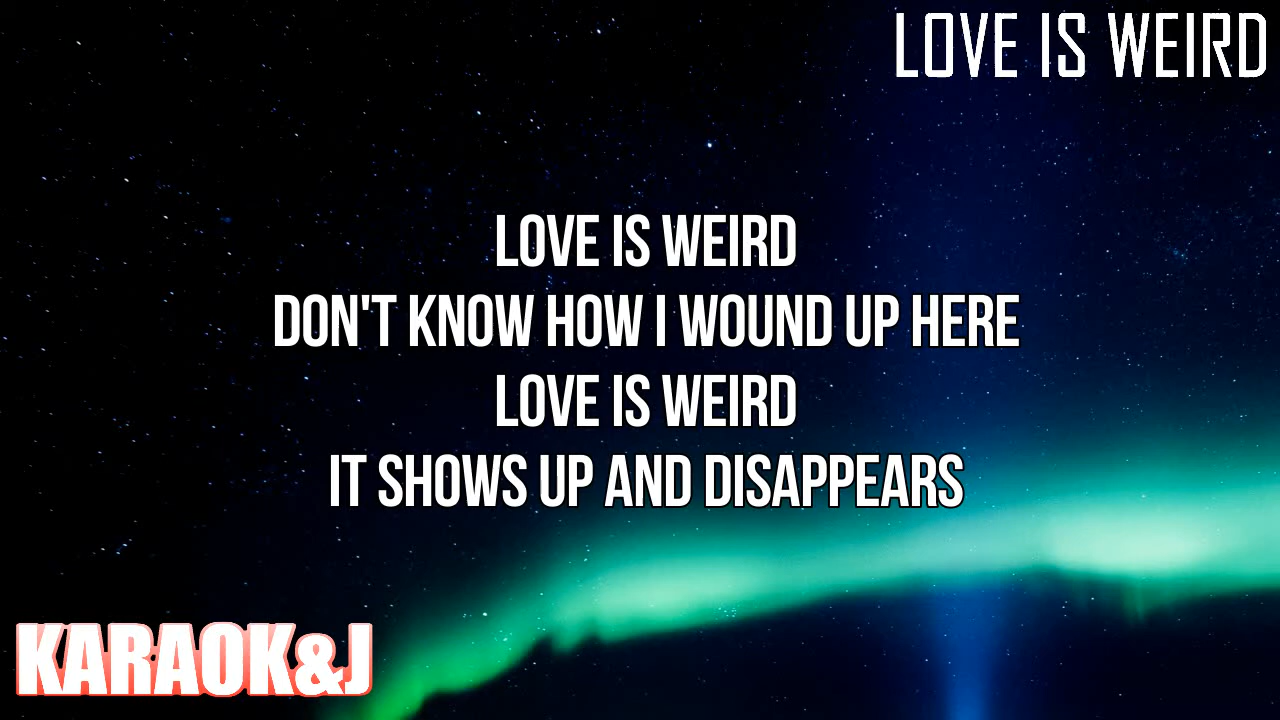 LOVE IS WEIRD
LOVE IS WEIRD
DON'T KNOW HOW I WOUND UP HERE
LOVE IS WEIRD
IT SHOWS UP AND DISAPPEARS
KARAOK&J